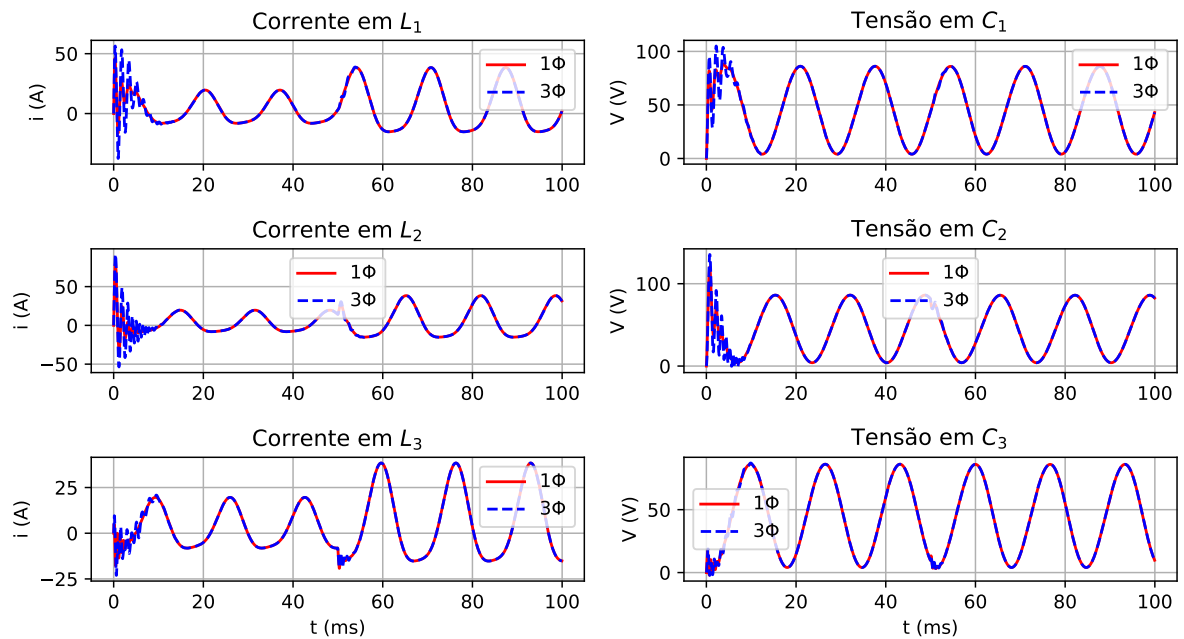 Corrente em L₁
i (A)
50
0
1Φ
3Φ
0 20 40 60 80 100
Tensão em C₁
V (V)
100
50
0
1Φ
3Φ
0 20 40 60 80 100
Corrente em L₂
i (A)
50
0
−50
1Φ
3Φ
0 20 40 60 80 100
Tensão em C₂
V (V)
100
0
1Φ
3Φ
0 20 40 60 80 100
Corrente em L₃
i (A)
25
0
−25
1Φ
3Φ
0 20 40 60 80 100
t (ms)
Tensão em C₃
V (V)
50
0
1Φ
3Φ
0 20 40 60 80 100
t (ms)